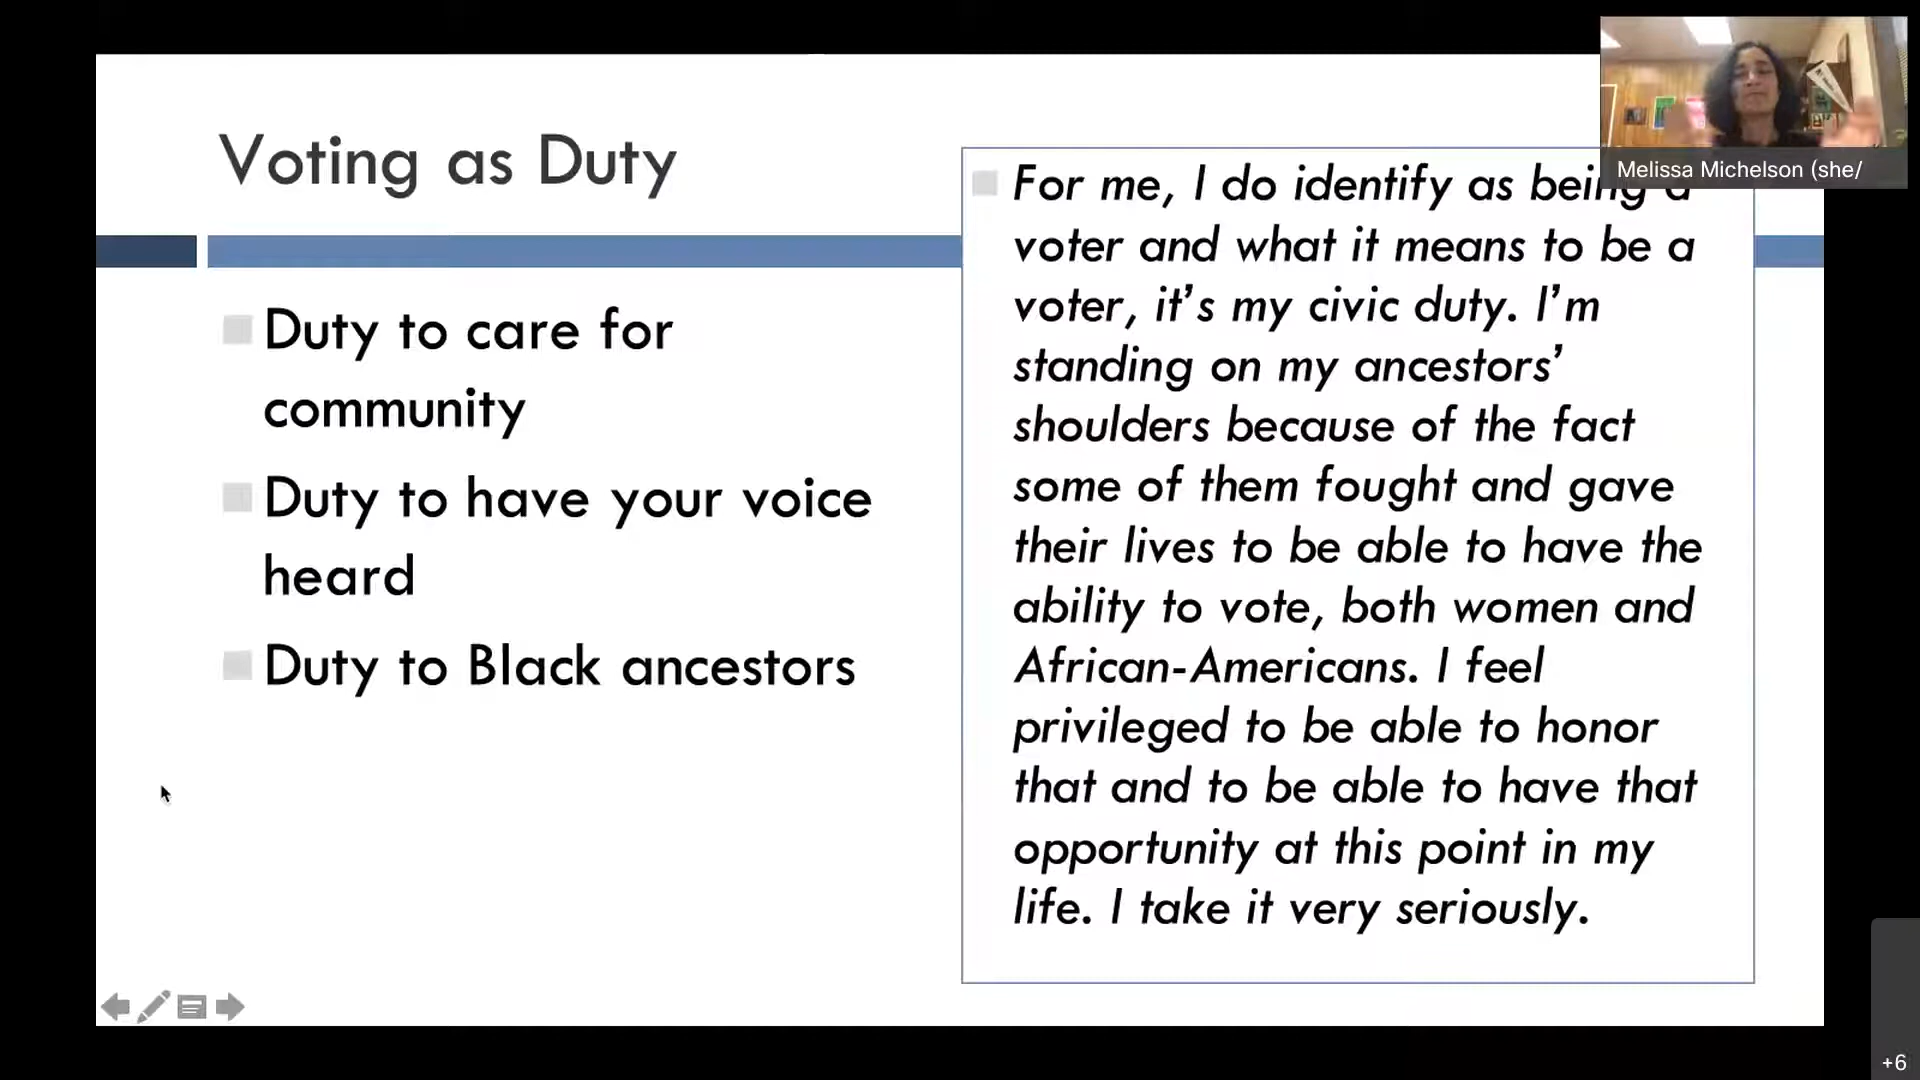 Voting as Duty
Duty to care for
community
Duty to have your voice
heard
Duty to Black ancestors
For me, I do identify as being a
voter and what it means to be a
voter, it’s my civic duty. I’m
standing on my ancestors’
shoulders because of the fact
some of them fought and gave
their lives to be able to have the
ability to vote, both women and
African-Americans. I feel
privileged to be able to honor
that and to be able to have that
opportunity at this point in my
life. I take it very seriously.
Melissa Michelson (she/
+6